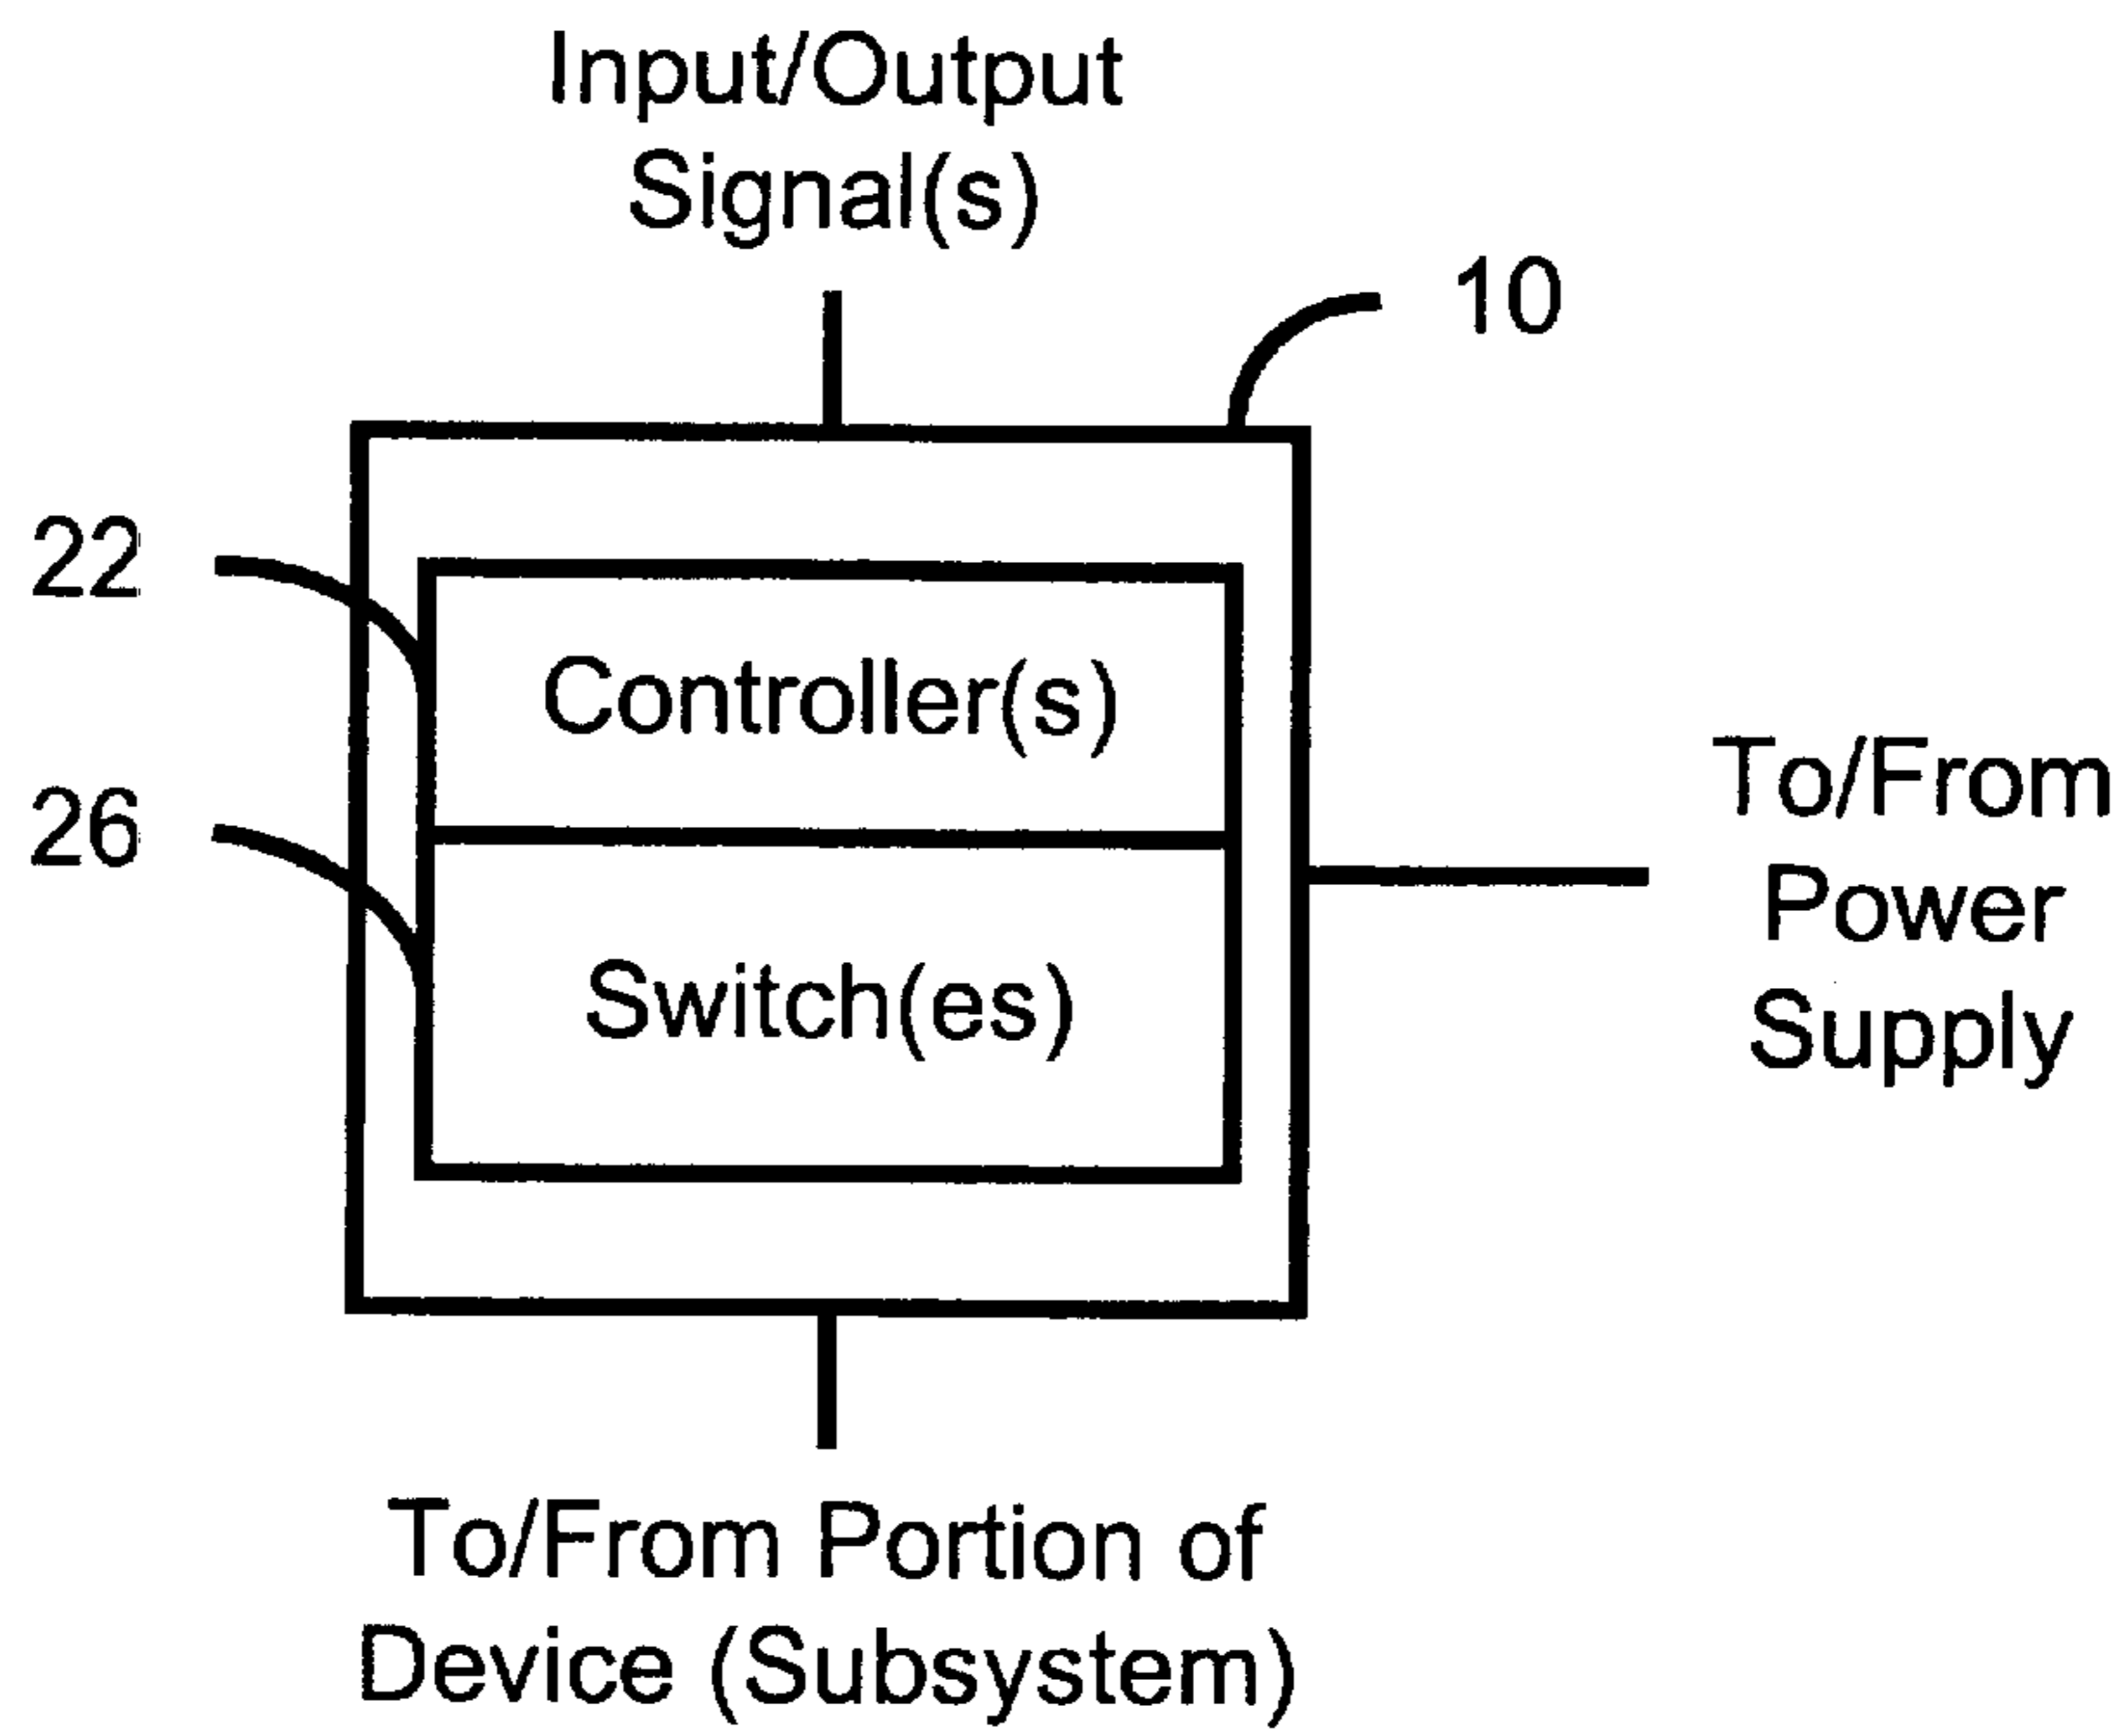 Input/Output
Signal(s)
10
22
Controller(s)
26
Switch(es)
To/From
Power
Supply
To/From Portion of
Device (Subsystem)